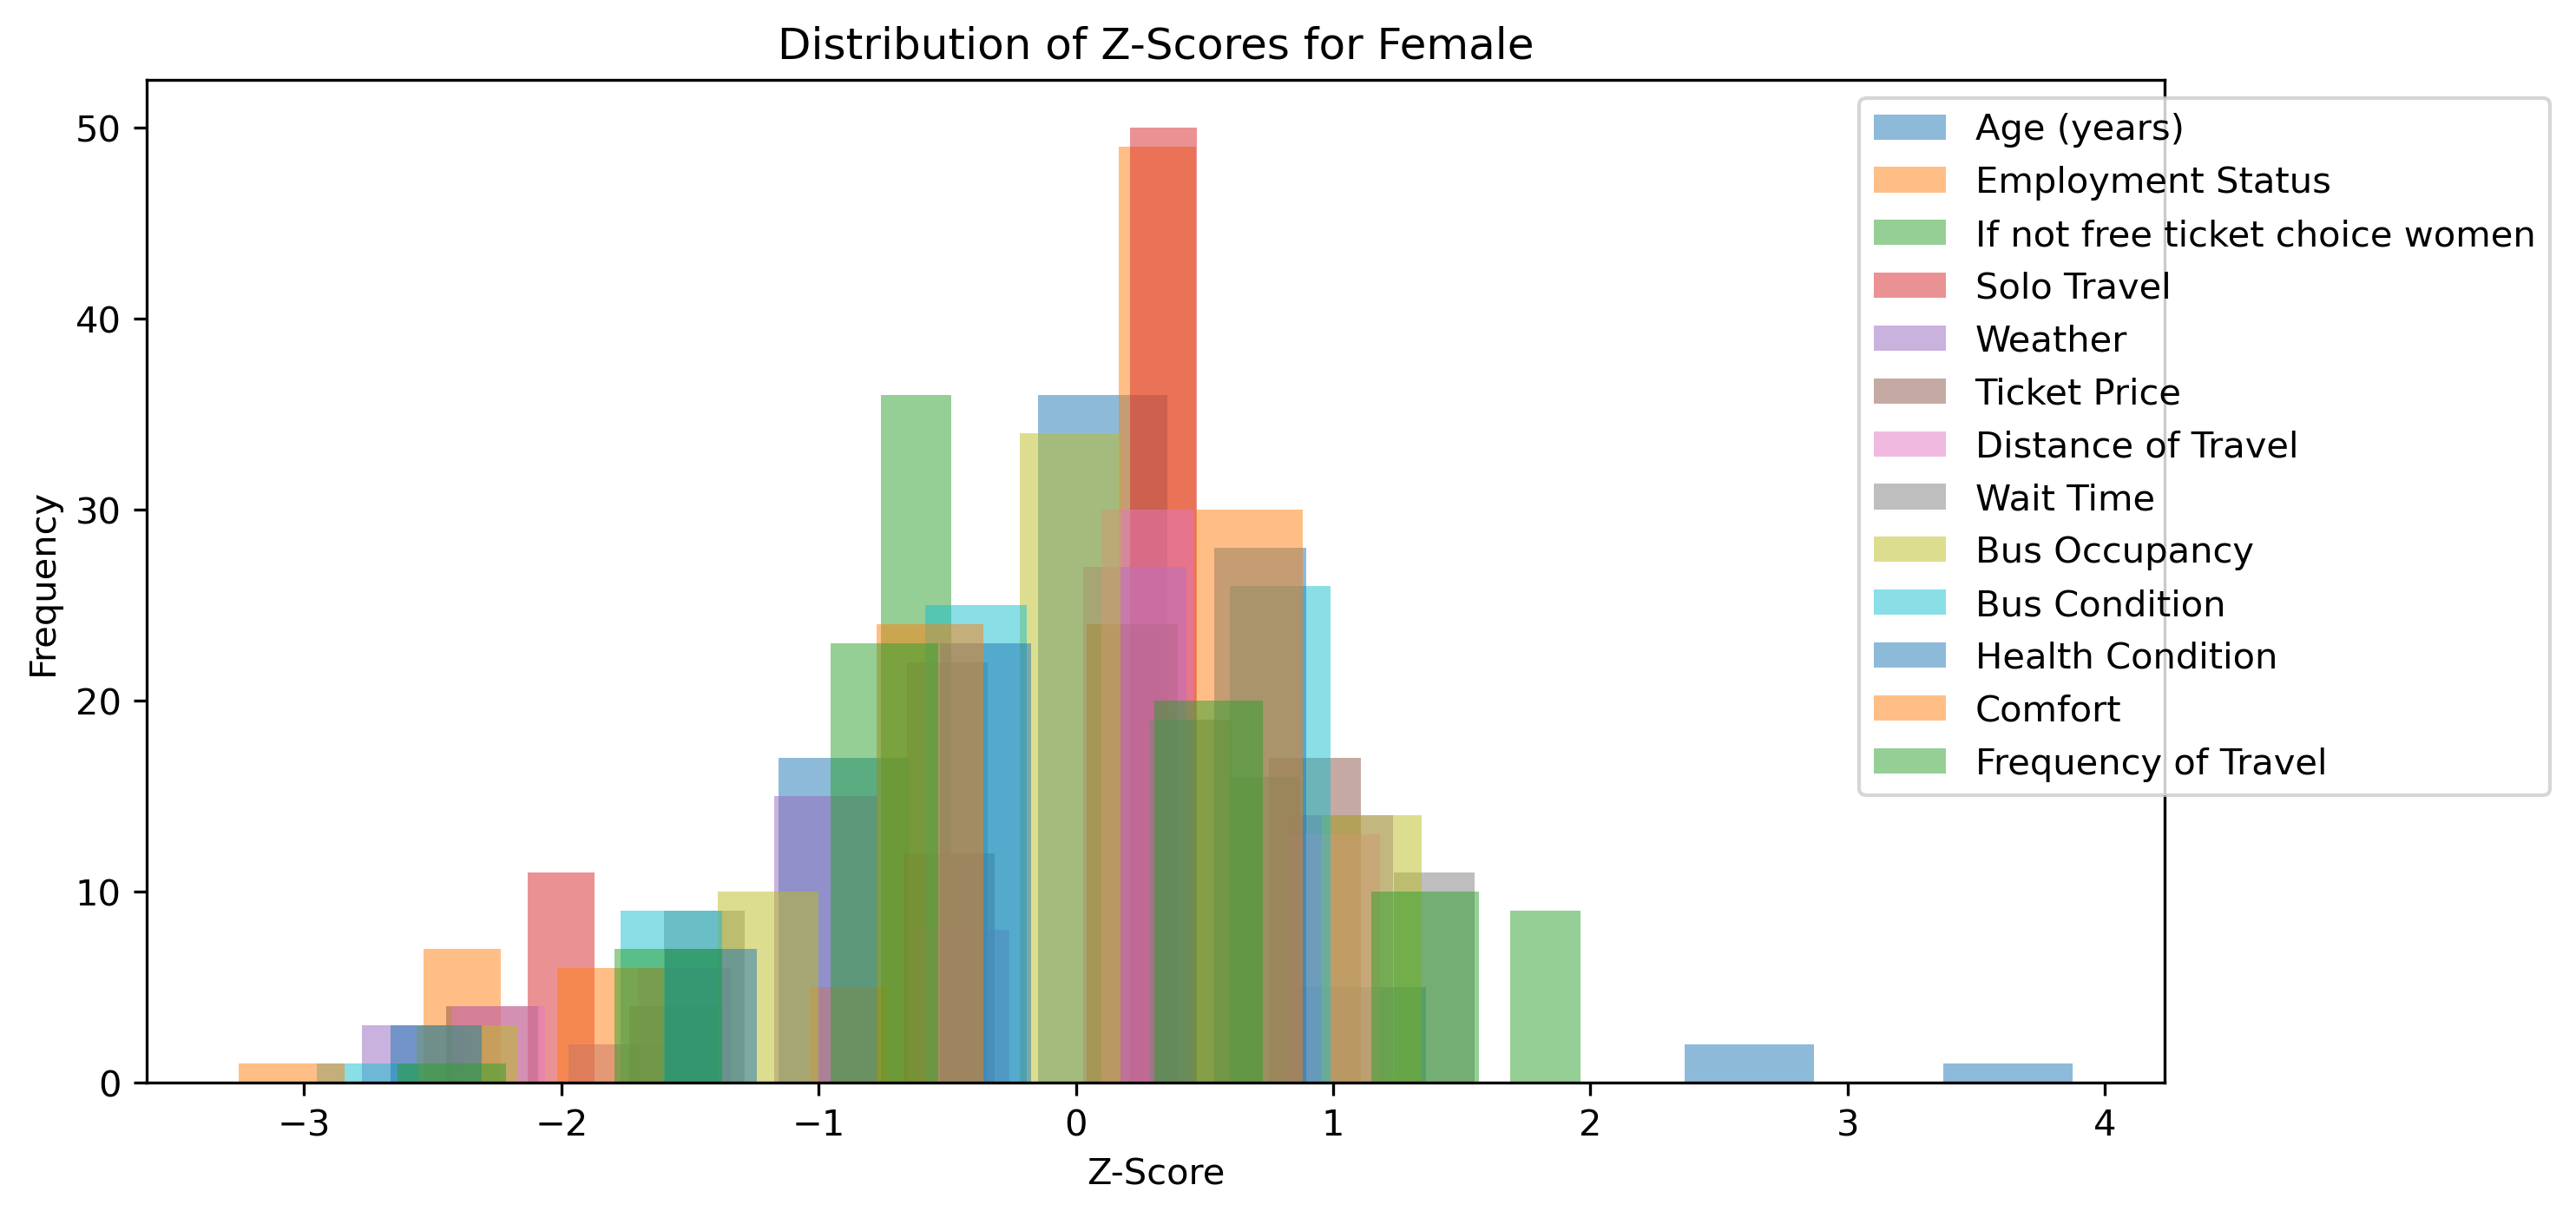 Distribution of Z-Scores for Female
50
40
30
20
10
0
Frequency
−3
−2
−1
0
1
2
3
4
Z-Score
Age (years)
Employment Status
If not free ticket choice women
Solo Travel
Weather
Ticket Price
Distance of Travel
Wait Time
Bus Occupancy
Bus Condition
Health Condition
Comfort
Frequency of Travel